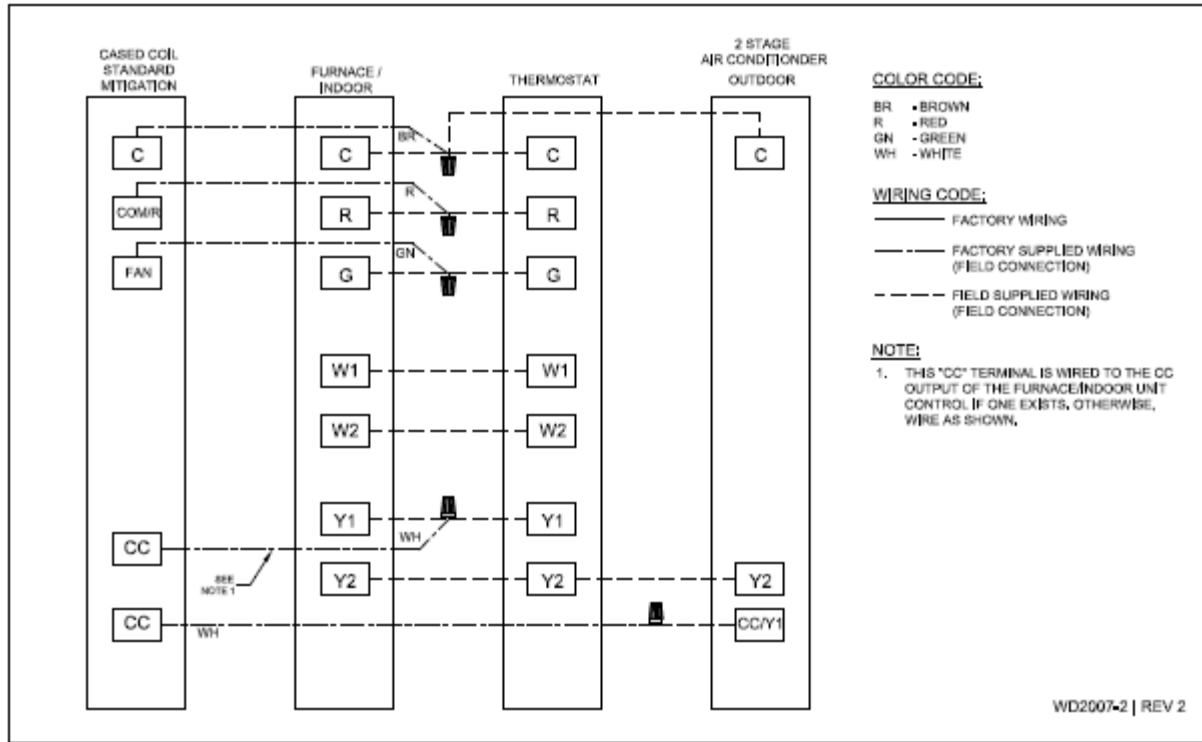 CASED COIL
STANDARD
MITIGATION
FURNACE /
INDOOR
THERMOSTAT
2 STAGE
AIR CONDITIONDER
OUTDOOR
C
COM/R
FAN
CC
CC
BR
R
GN
WH
WH
SEE
NOTE 1
C
R
G
W1
W2
Y1
Y2
C
R
G
W1
W2
Y1
Y2
C
Y2
CC/Y1
COLOR CODE:
BR - BROWN
R - RED
GN - GREEN
WH - WHITE
WIRING CODE:
FACTORY WIRING
FACTORY SUPPLIED WIRING
(FIELD CONNECTION)
FIELD SUPPLIED WIRING
(FIELD CONNECTION)
NOTE:
1. THIS "CC" TERMINAL IS WIRED TO THE CC
OUTPUT OF THE FURNACE/INDOOR UNIT
CONTROL IF ONE EXISTS. OTHERWISE,
WIRE AS SHOWN.
WD2007-2 | REV 2